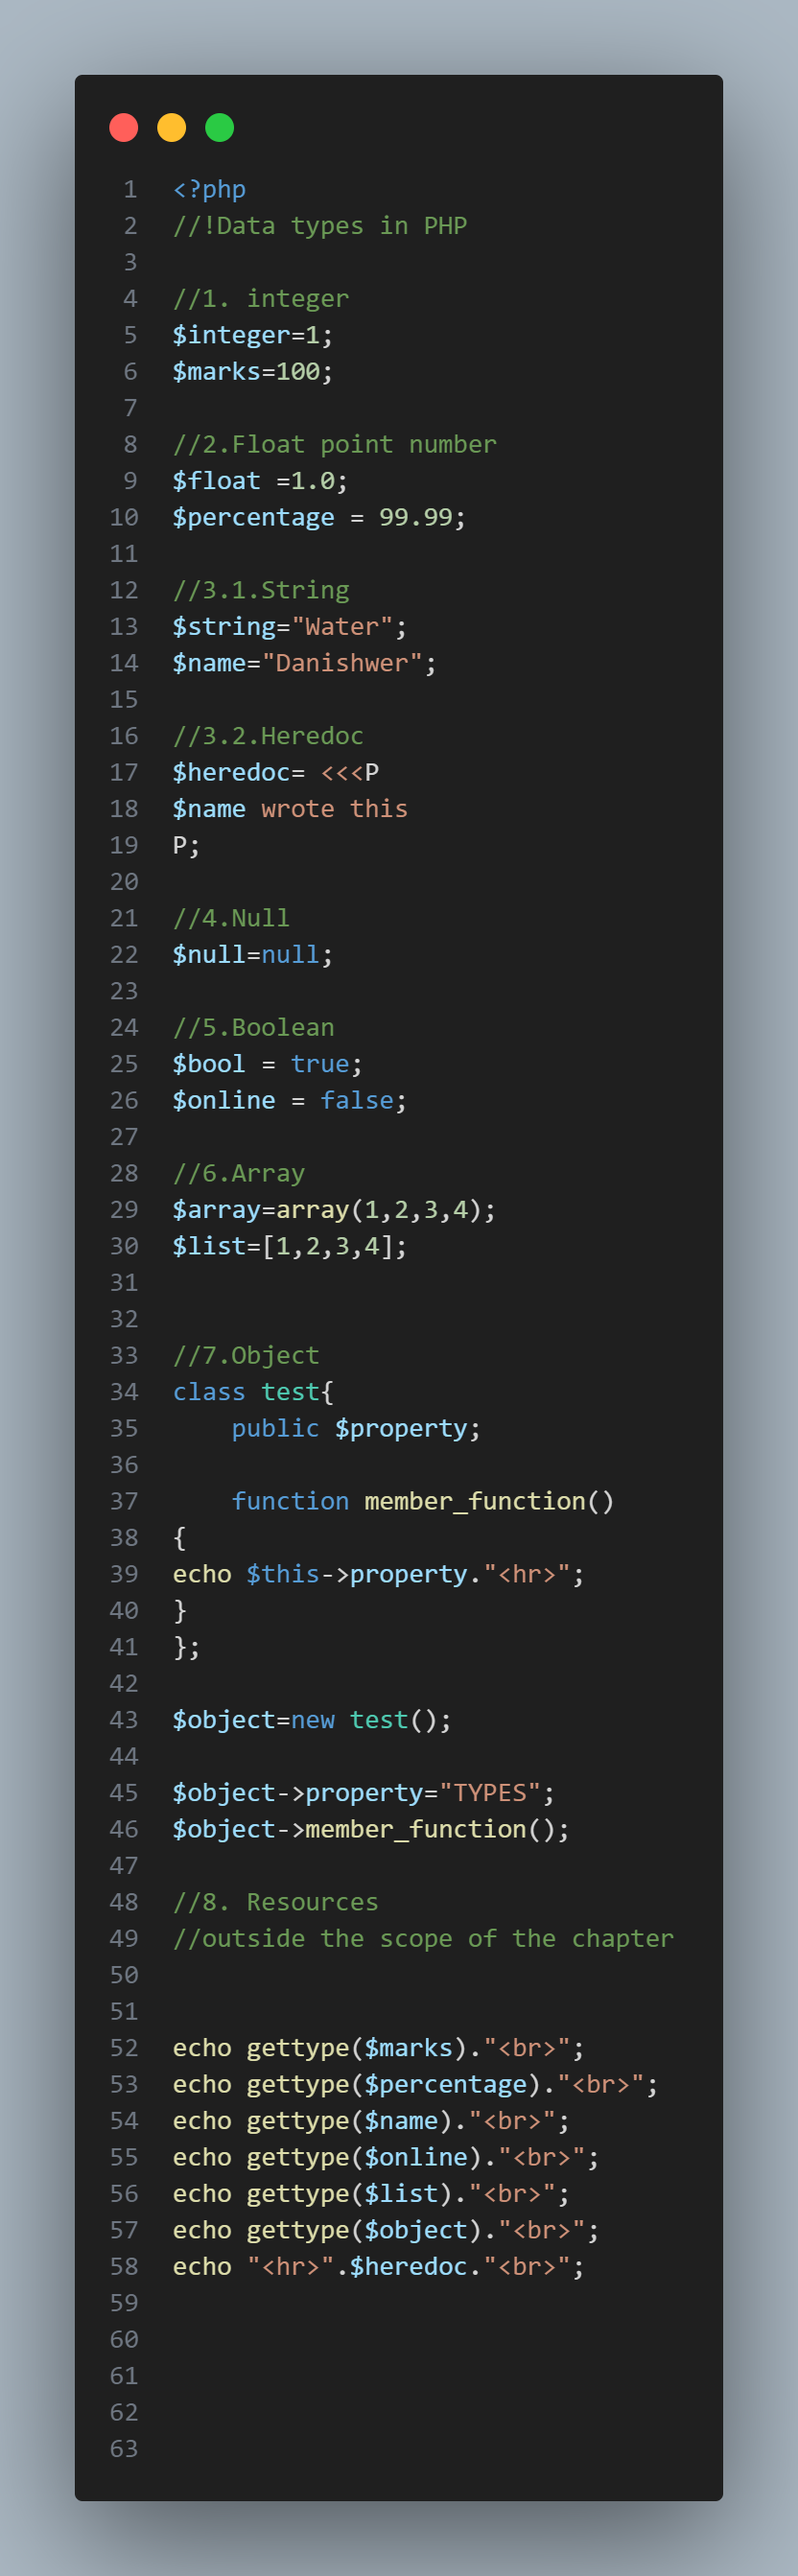 1 <?php
2 //!Data types in PHP
3
4 //1. integer
5 $integer=1;
6 $marks=100;
7
8 //2.Float point number
9 $float =1.0;
10 $percentage = 99.99;
11
12 //3.1.String
13 $string="Water";
14 $name="Danishwer";
15
16 //3.2.Heredoc
17 $heredoc= <<<P
18 $name wrote this
19 P;
20
21 //4.Null
22 $null=null;
23
24 //5.Boolean
25 $bool = true;
26 $online = false;
27
28 //6.Array
29 $array=array(1,2,3,4);
30 $list=[1,2,3,4];
31
32
33 //7.Object
34 class test{
35     public $property;
36
37     function member_function()
38 {
39 echo $this->property."<hr>";
40 }
41 };
42
43 $object=new test();
44
45 $object->property="TYPES";
46 $object->member_function();
47
48 //8. Resources
49 //outside the scope of the chapter
50
51
52 echo gettype($marks)."<br>";
53 echo gettype($percentage)."<br>";
54 echo gettype($name)."<br>";
55 echo gettype($online)."<br>";
56 echo gettype($list)."<br>";
57 echo gettype($object)."<br>";
58 echo "<hr>".$heredoc."<br>";
59
60
61
62
63